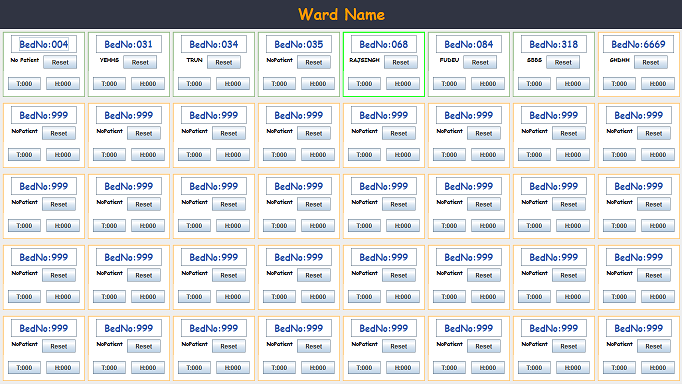 Ward Name
BedNo:004 BedNo:031 BedNo:034 BedNo:035 BedNo:068 BedNo:084 BedNo:318 BedNo:6669
No Patient Reset YEHHS Reset TRUN Reset NoPatient Reset RAJSINGH Reset FUDEU Reset SBBS Reset GHDHH Reset
T:000 H:000 T:000 H:000 T:000 H:000 T:000 H:000 T:000 H:000 T:000 H:000 T:000 H:000 T:000 H:000
BedNo:999 BedNo:999 BedNo:999 BedNo:999 BedNo:999 BedNo:999 BedNo:999 BedNo:999
NoPatient Reset NoPatient Reset NoPatient Reset NoPatient Reset NoPatient Reset NoPatient Reset NoPatient Reset NoPatient Reset
T:000 H:000 T:000 H:000 T:000 H:000 T:000 H:000 T:000 H:000 T:000 H:000 T:000 H:000 T:000 H:000
BedNo:999 BedNo:999 BedNo:999 BedNo:999 BedNo:999 BedNo:999 BedNo:999 BedNo:999
NoPatient Reset NoPatient Reset NoPatient Reset NoPatient Reset NoPatient Reset NoPatient Reset NoPatient Reset NoPatient Reset
T:000 H:000 T:000 H:000 T:000 H:000 T:000 H:000 T:000 H:000 T:000 H:000 T:000 H:000 T:000 H:000
BedNo:999 BedNo:999 BedNo:999 BedNo:999 BedNo:999 BedNo:999 BedNo:999 BedNo:999
NoPatient Reset NoPatient Reset NoPatient Reset NoPatient Reset NoPatient Reset NoPatient Reset NoPatient Reset NoPatient Reset
T:000 H:000 T:000 H:000 T:000 H:000 T:000 H:000 T:000 H:000 T:000 H:000 T:000 H:000 T:000 H:000
BedNo:999 BedNo:999 BedNo:999 BedNo:999 BedNo:999 BedNo:999 BedNo:999 BedNo:999
NoPatient Reset NoPatient Reset NoPatient Reset NoPatient Reset NoPatient Reset NoPatient Reset NoPatient Reset NoPatient Reset
T:000 H:000 T:000 H:000 T:000 H:000 T:000 H:000 T:000 H:000 T:000 H:000 T:000 H:000 T:000 H:000